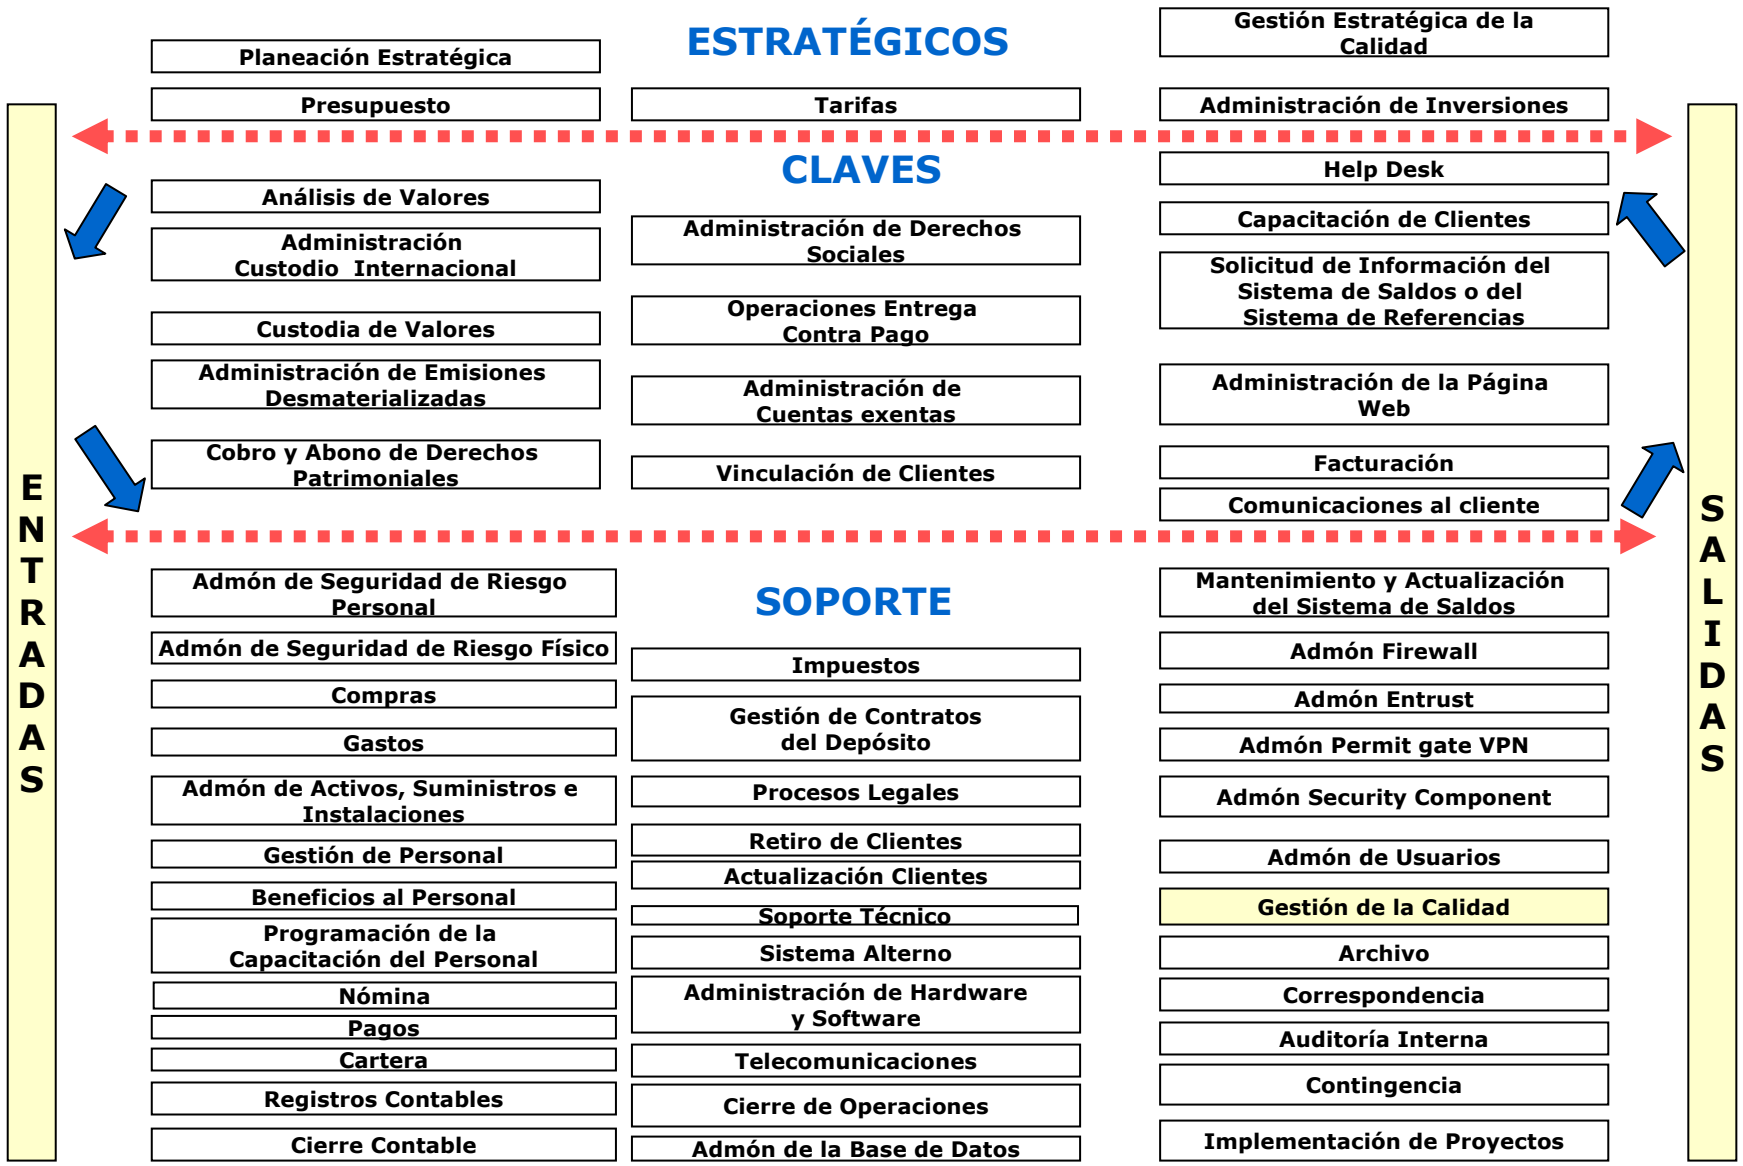 ESTRATÉGICOS
Planeación Estratégica
Presupuesto
Tarifas
Gestión Estratégica de la
Calidad
Administración de Inversiones
CLAVES
Análisis de Valores
Administración
Custodio Internacional
Custodia de Valores
Administración de Emisiones
Desmaterializadas
Cobro y Abono de Derechos
Patrimoniales
Administración de Derechos
Sociales
Operaciones Entrega
Contra Pago
Administración de
Cuentas exentas
Vinculación de Clientes
Help Desk
Capacitación de Clientes
Solicitud de Información del
Sistema de Saldos o del
Sistema de Referencias
Administración de la Página
Web
Facturación
Comunicaciones al cliente
ENTRADAS
SALIDAS
SOPORTE
Admón de Seguridad de Riesgo
Personal
Admón de Seguridad de Riesgo Físico
Compras
Gastos
Admón de Activos, Suministros e
Instalaciones
Gestión de Personal
Beneficios al Personal
Programación de la
Capacitación del Personal
Nómina
Pagos
Cartera
Registros Contables
Cierre Contable
Impuestos
Gestión de Contratos
del Depósito
Procesos Legales
Retiro de Clientes
Actualización Clientes
Soporte Técnico
Sistema Alterno
Administración de Hardware
y Software
Telecomunicaciones
Cierre de Operaciones
Admón de la Base de Datos
Mantenimiento y Actualización
del Sistema de Saldos
Admón Firewall
Admón Entrust
Admón Permit gate VPN
Admón Security Component
Admón de Usuarios
Gestión de la Calidad
Archivo
Correspondencia
Auditoría Interna
Contingencia
Implementación de Proyectos